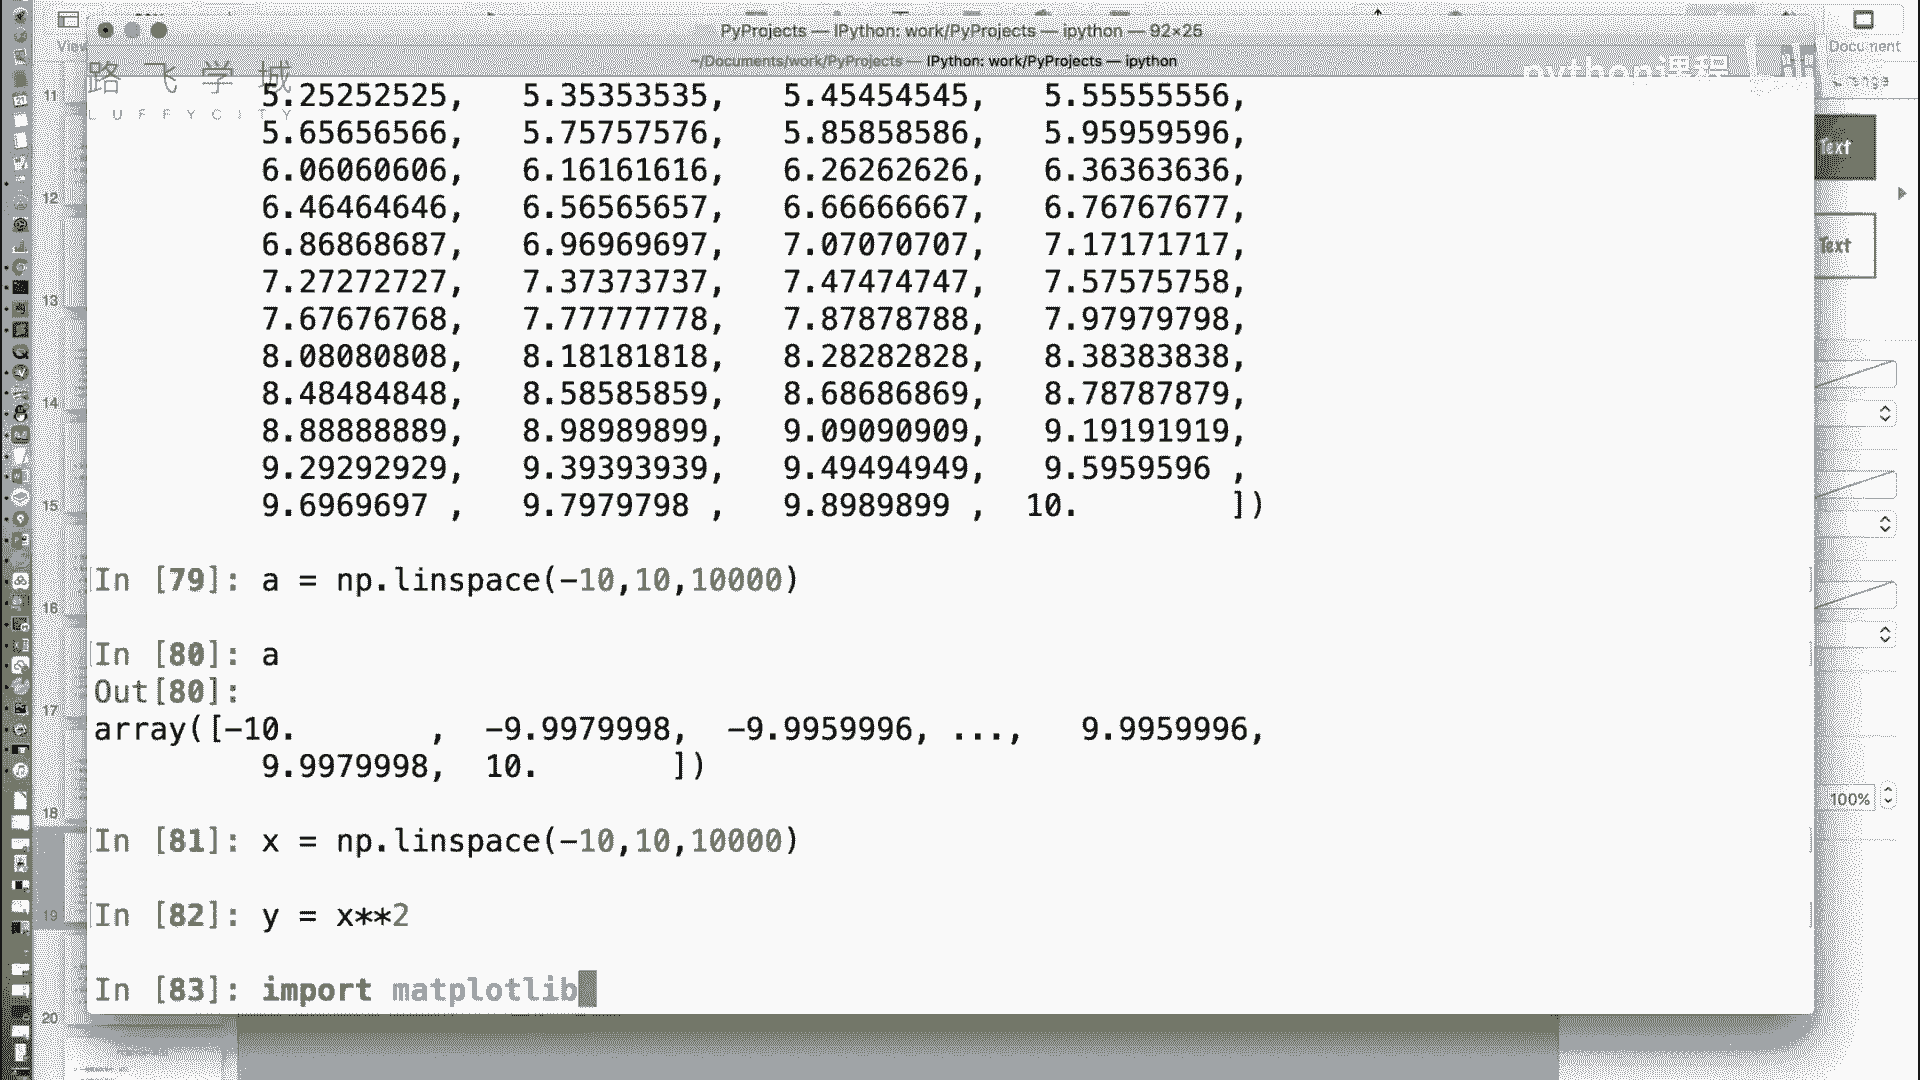 PyProjects — IPython: work/PyProjects — ipython — 92×25
~/Documents/work/PyProjects — IPython: work/PyProjects — ipython
View
Document
路飞学城
LUFFYCITY
python课程
11
5.25252525, 5.35353535, 5.45454545, 5.55555556,
5.65656566, 5.75757576, 5.85858586, 5.95959596,
Text
6.06060606, 6.16161616, 6.26262626, 6.36363636,
12
6.46464646, 6.56565657, 6.66666667, 6.76767677,
6.86868687, 6.96969697, 7.07070707, 7.17171717,
Text
7.27272727, 7.37373737, 7.47474747, 7.57575758,
13
7.67676768, 7.77777778, 7.87878788, 7.97979798,
8.08080808, 8.18181818, 8.28282828, 8.38383838,
8.48484848, 8.58585859, 8.68686869, 8.78787879,
14
8.88888889, 8.98989899, 9.09090909, 9.19191919,
9.29292929, 9.39393939, 9.49494949, 9.5959596 ,
9.6969697 , 9.7979798 , 9.8989899 , 10. ])
15
In [79]: a = np.linspace(-10,10,10000)
16
In [80]: a
Out[80]:
17
array([-10. , -9.9979998, -9.9959996, ..., 9.9959996,
9.9979998, 10. ])
100%
18
In [81]: x = np.linspace(-10,10,10000)
In [82]: y = x**2
19
In [83]: import matplotlib
20